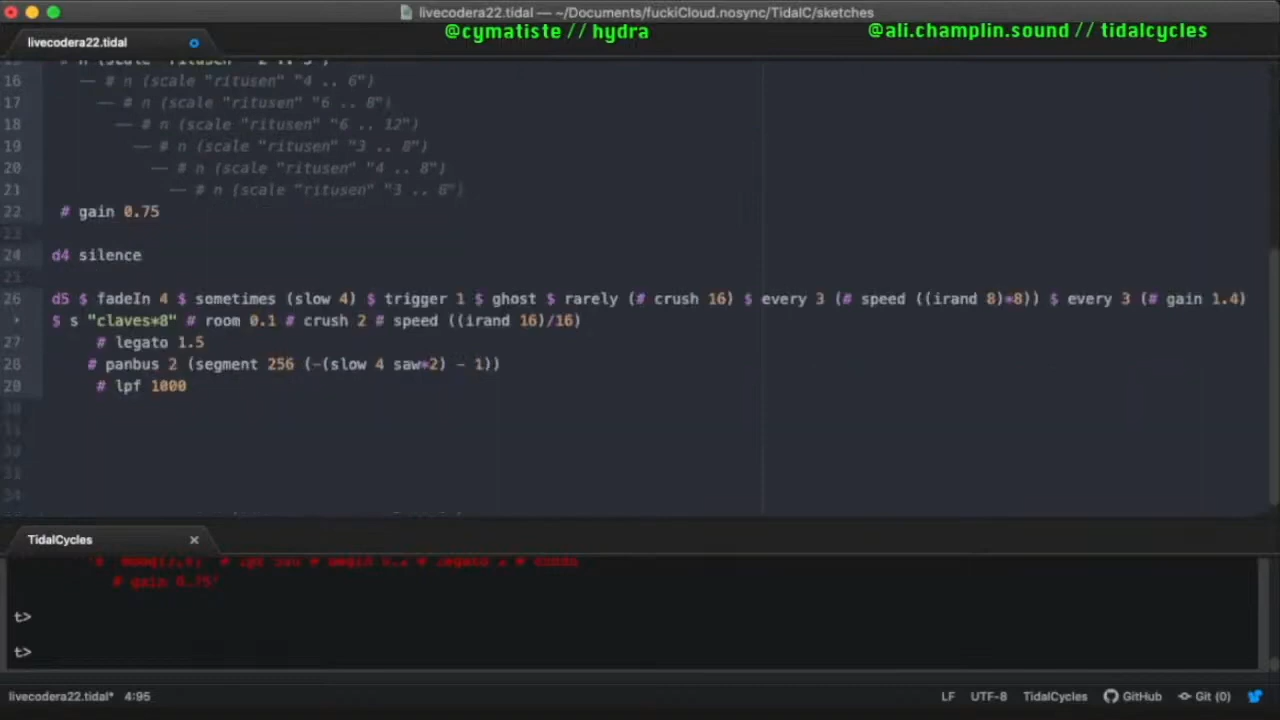 livecodera22.tidal — ~/Documents/fuckiCloud.nosync/TidalC/sketches
@cymatiste // hydra
@ali.champlin.sound // tidalcycles
livecodera22.tidal
16 — # n (scale "ritusen" "4 .. 6")
17 — # n (scale "ritusen" "6 .. 8")
18 — # n (scale "ritusen" "6 .. 12")
19 — # n (scale "ritusen" "3 .. 8")
20 — # n (scale "ritusen" "4 .. 8")
21 — # n (scale "ritusen" "3 .. 8")
22 # gain 0.75
23
24 d4 silence
26 d5 $ fadeIn 4 $ sometimes (slow 4) $ trigger 1 $ ghost $ rarely (# crush 16) $ every 3 (# speed ((irand 8)*8)) $ every 3 (# gain 1.4)
$ s "claves*8" # room 0.1 # crush 2 # speed ((irand 16)/16)
27 # legato 1.5
28 # panbus 2 (segment 256 (-(slow 4 saw*2) - 1))
# lpf 1000
34
TidalCycles
# gain 0.75'
t>
t>
livecodera22.tidal* 4:95
LF UTF-8 TidalCycles GitHub Git (0)